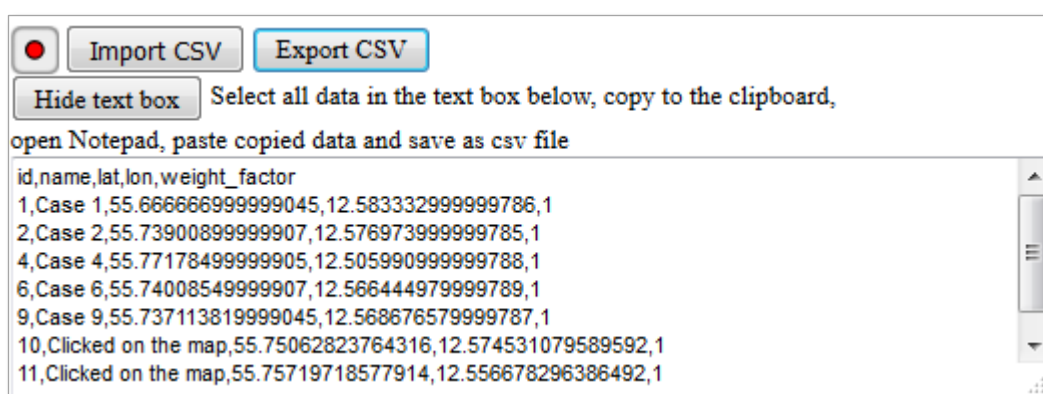 Import CSV Export CSV
Hide text box Select all data in the text box below, copy to the clipboard,
open Notepad, paste copied data and save as csv file
id,name,lat,lon,weight_factor
1,Case 1,55.666666999999045,12.583332999999786,1
2,Case 2,55.73900899999907,12.576973999999785,1
4,Case 4,55.77178499999905,12.505990999999788,1
6,Case 6,55.74008549999907,12.566444979999789,1
9,Case 9,55.737113819999045,12.568676579999787,1
10,Clicked on the map,55.75062823764316,12.574531079589592,1
11,Clicked on the map,55.75719718577914,12.556678296386492,1